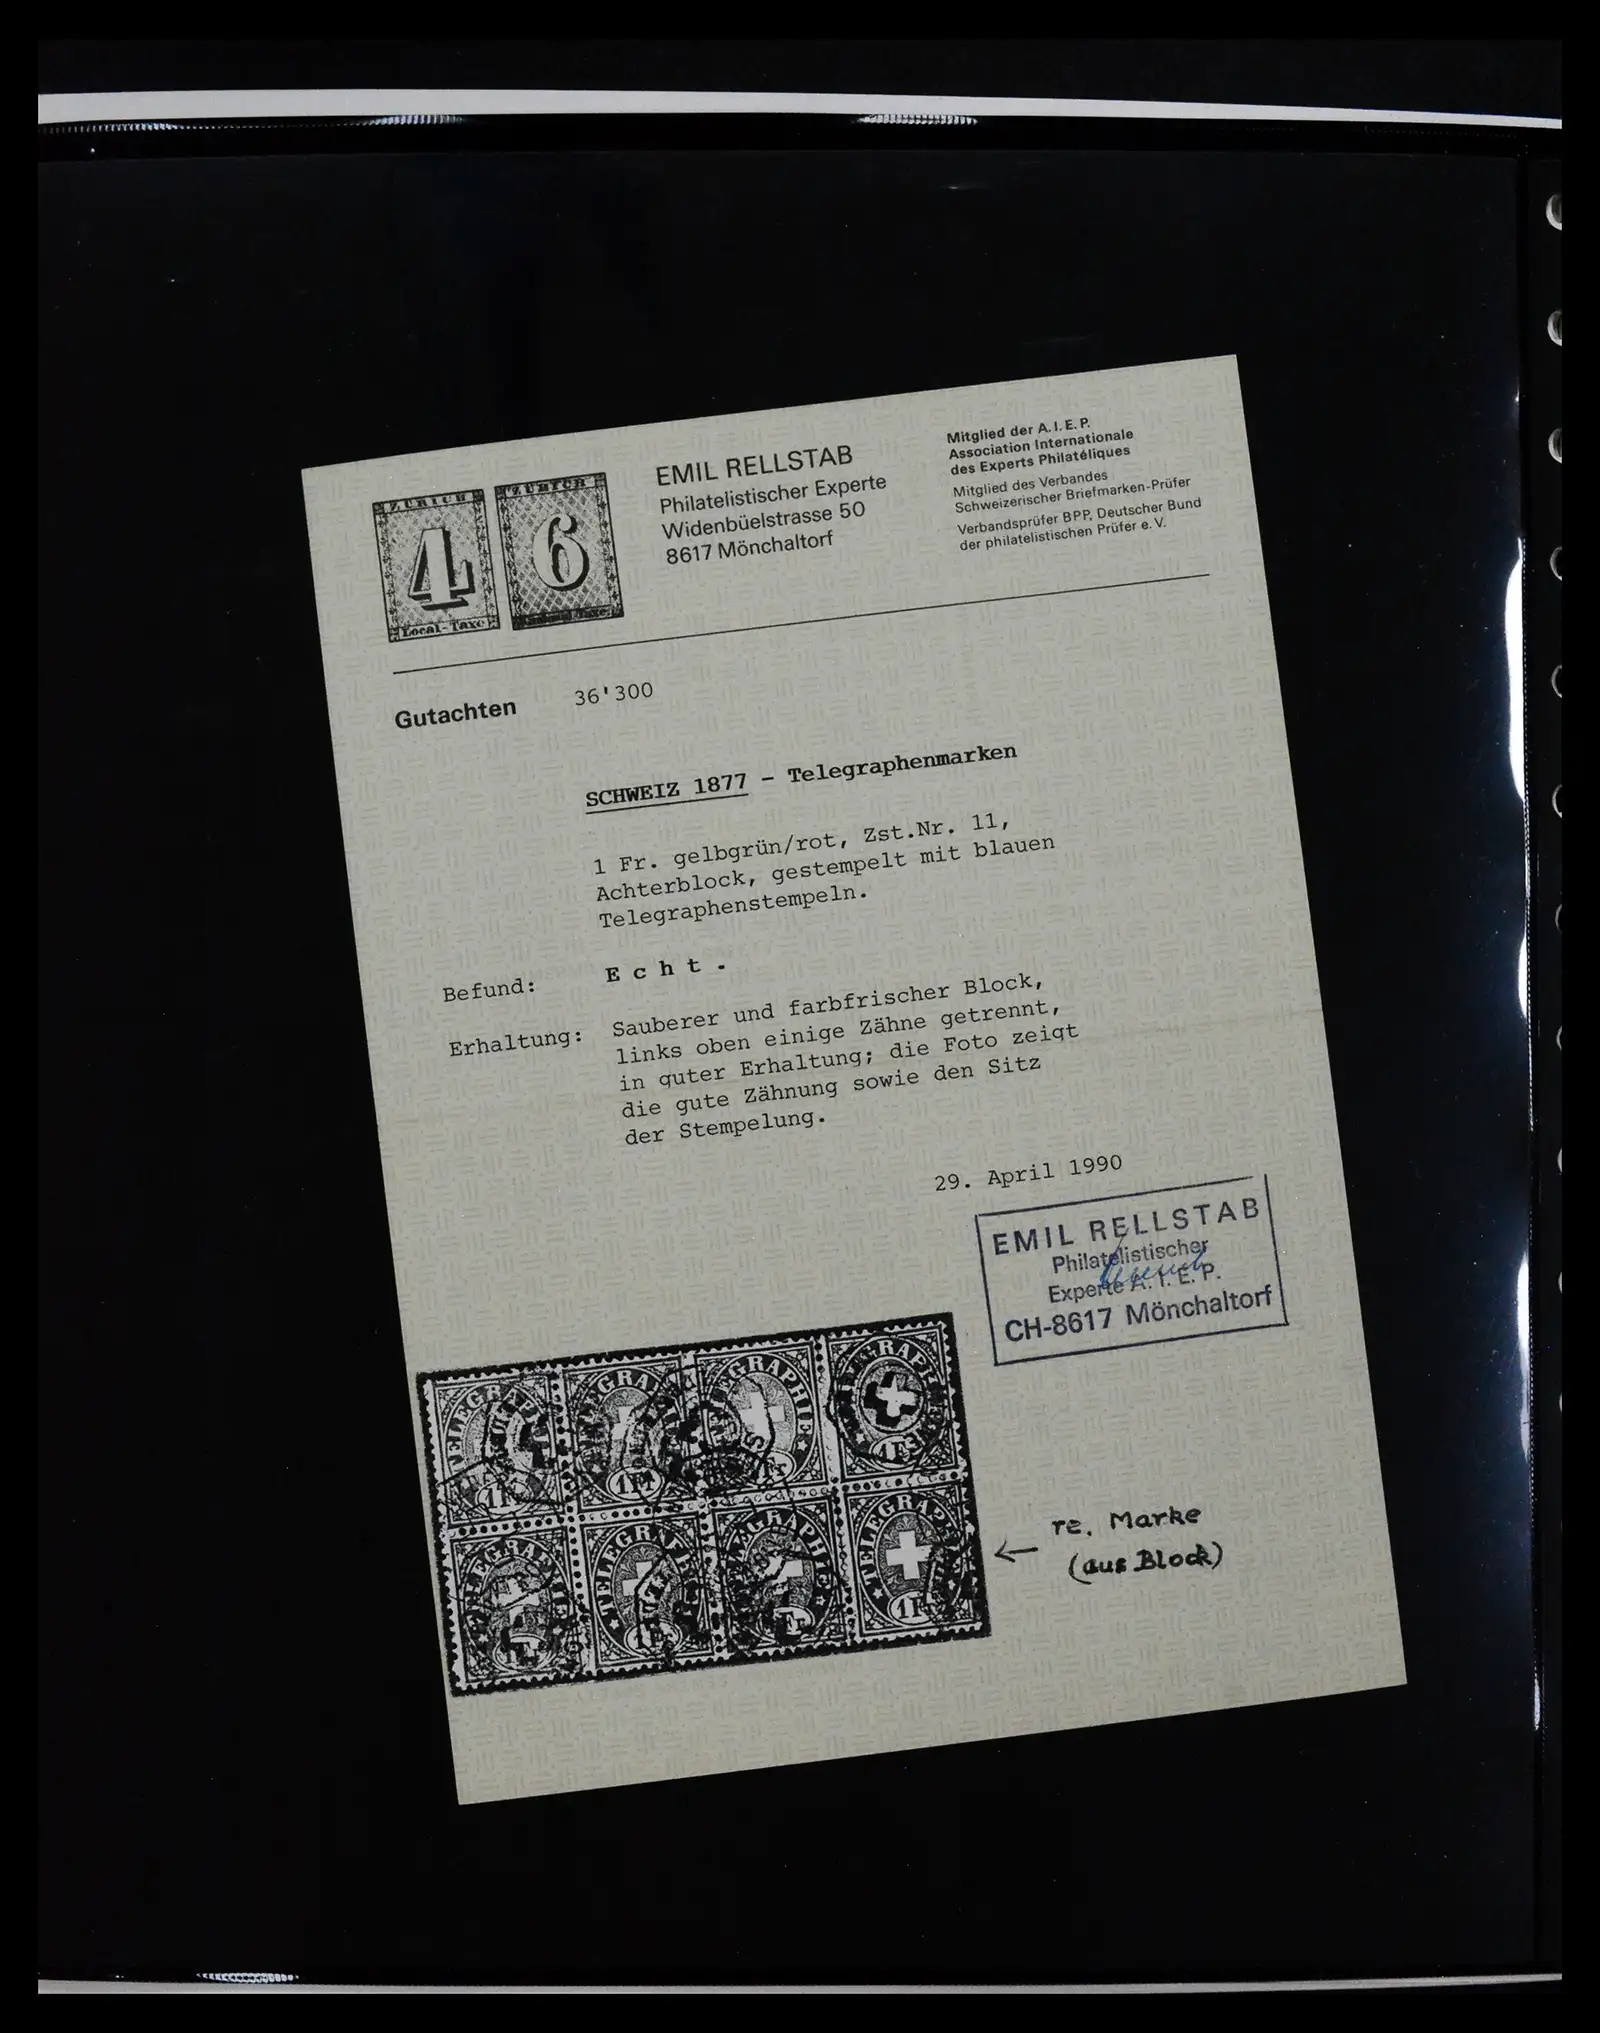 ZÜRICH
4
Local-Taxe
ZÜRICH
6
EMIL RELLSTAB
Philatelistischer Experte
Widenbüelstrasse 50
8617 Mönchaltorf
Mitglied der A.I.E.P.
Association Internationale
des Experts Philatéliques
Mitglied des Verbandes
Schweizerischer Briefmarken-Prüfer
Verbandsprüfer BPP, Deutscher Bund
der philatelistischen Prüfer e.V.
Gutachten 36'300
SCHWEIZ 1877 - Telegraphenmarken
1 Fr. gelbgrün/rot, Zst.Nr. 11,
Achterblock, gestempelt mit blauen
Telegraphenstempeln.
Befund: E c h t .
Erhaltung: Sauberer und farbfrischer Block,
links oben einige Zähne getrennt,
in guter Erhaltung; die Foto zeigt
die gute Zähnung sowie den Sitz
der Stempelung.
29. April 1990
EMIL RELLSTAB
Philatelistischer
Experte A. I. E. P.
CH-8617 Mönchaltorf
TELEGRAPHIE
1 Fr
re. Marke
(aus Block)